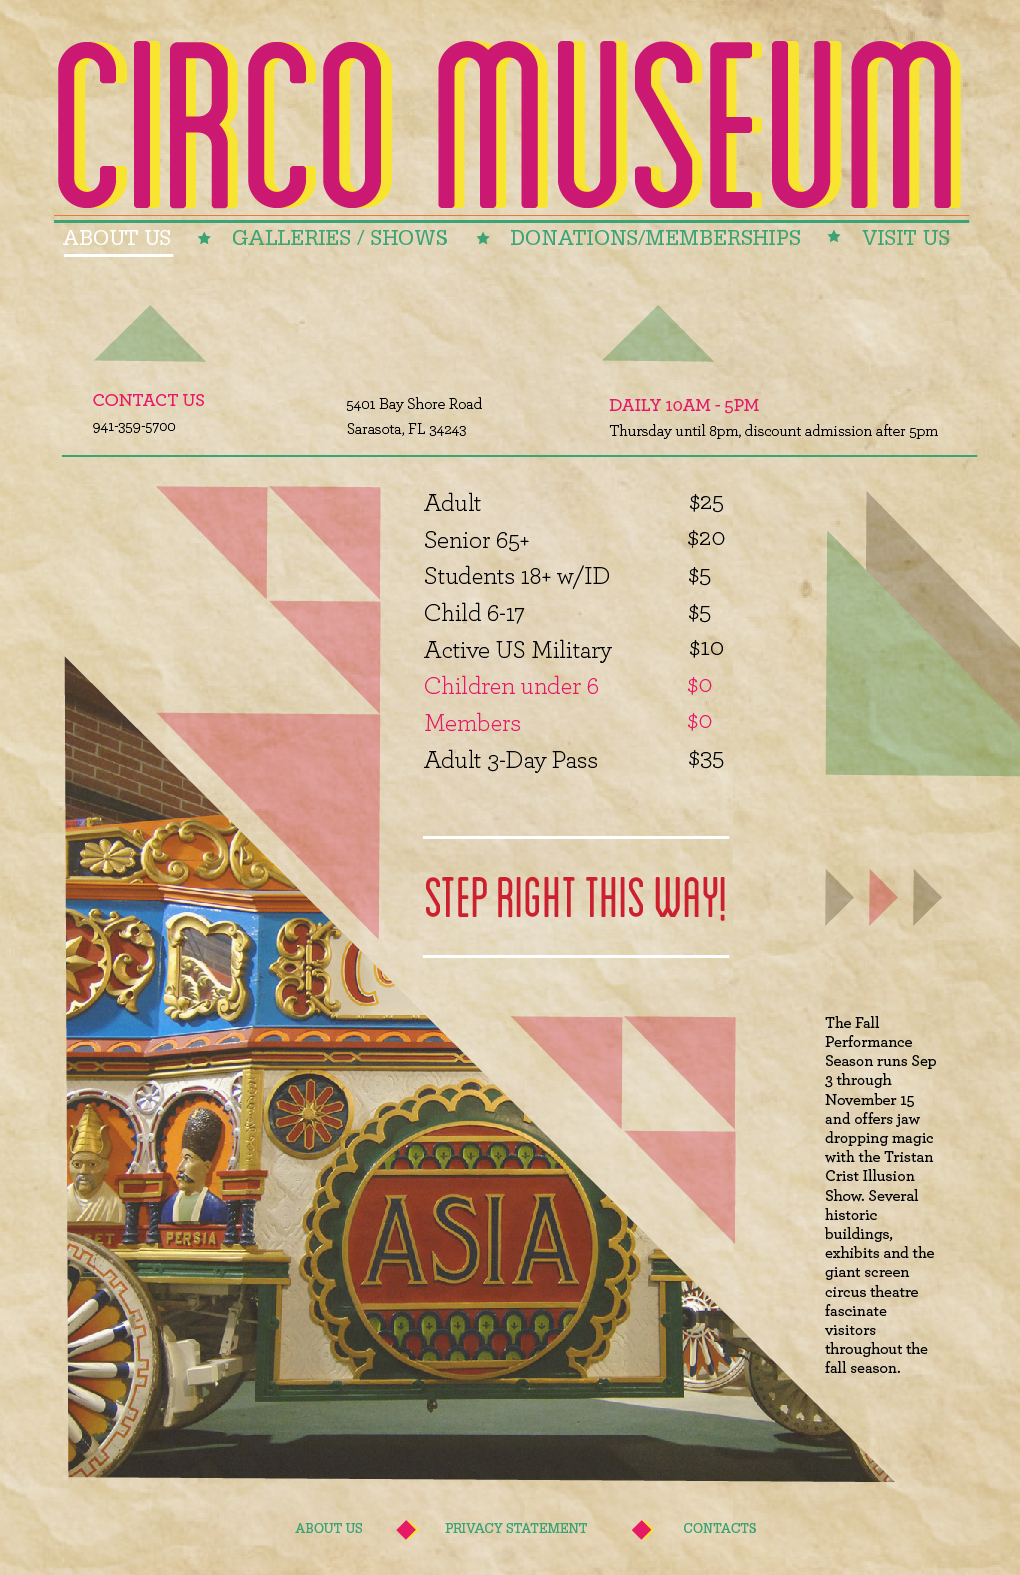 CIRCO MUSEUM
ABOUT US ★ GALLERIES / SHOWS ★ DONATIONS/MEMBERSHIPS ★ VISIT US
CONTACT US
941-359-5700
5401 Bay Shore Road
Sarasota, FL 34243
DAILY 10AM - 5PM
Thursday until 8pm, discount admission after 5pm
Adult $25
Senior 65+ $20
Students 18+ w/ID $5
Child 6-17 $5
Active US Military $10
Children under 6 $0
Members $0
Adult 3-Day Pass $35
STEP RIGHT THIS WAY!
The Fall
Performance
Season runs Sep
3 through
November 15
and offers jaw
dropping magic
with the Tristan
Crist Illusion
Show. Several
historic
buildings,
exhibits and the
giant screen
circus theatre
fascinate
visitors
throughout the
fall season.
PERSIA
ASIA
ABOUT US PRIVACY STATEMENT CONTACTS